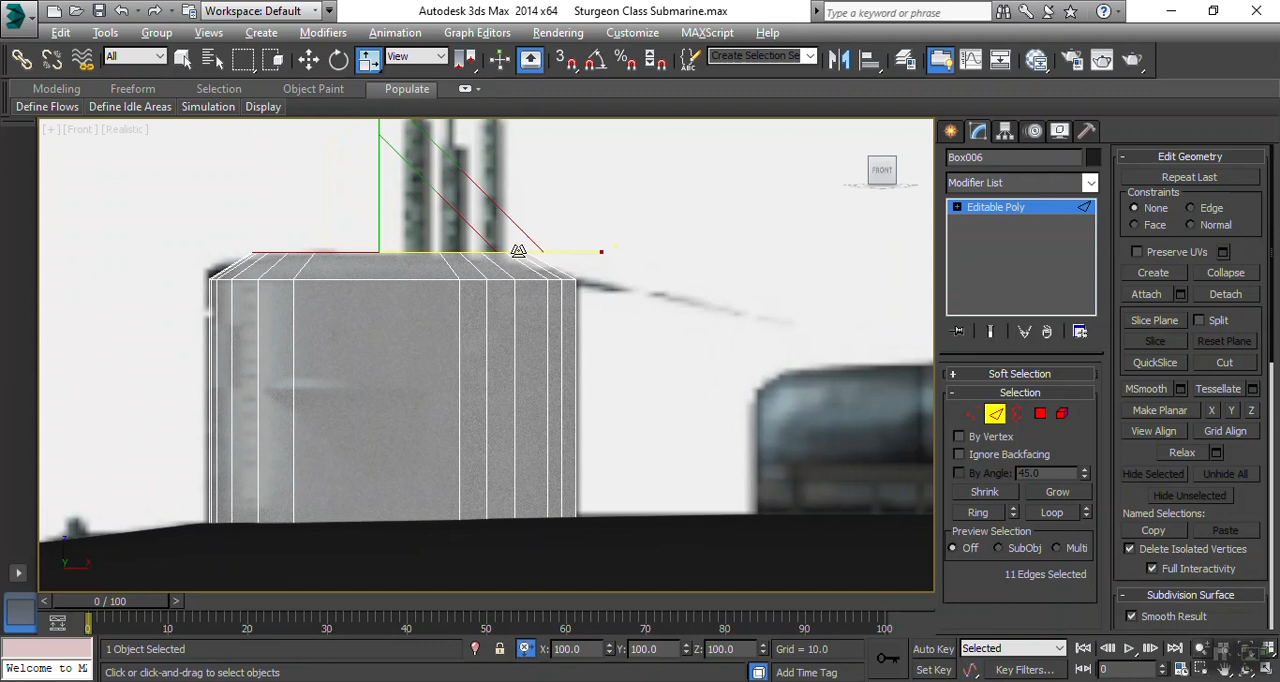 Workspace: Default
Autodesk 3ds Max  2014 x64
Sturgeon Class Submarine.max
Type a keyword or phrase
Edit Tools Group Views Create Modifiers Animation Graph Editors Rendering Customize MAXScript Help
All
View
Create Selection Se
Modeling Freeform Selection Object Paint Populate
Define Flows Define Idle Areas Simulation Display
[ + ] [Front ] [Realistic ]
FRONT
Box006
Modifier List
Editable Poly
Soft Selection
Selection
By Vertex
Ignore Backfacing
By Angle: 45.0
Shrink Grow
Ring Loop
Preview Selection
Off SubObj Multi
11 Edges Selected
Edit Geometry
Repeat Last
Constraints
None Edge
Face Normal
Preserve UVs
Create Collapse
Attach Detach
Slice Plane Split
Slice Reset Plane
QuickSlice Cut
MSmooth Tessellate
Make Planar X Y Z
View Align Grid Align
Relax
Hide Selected Unhide All
Hide Unselected
Named Selections:
Copy Paste
Delete Isolated Vertices
Full Interactivity
Subdivision Surface
Smooth Result
z
y x
0 / 100
0 10 20 30 40 50 60 70 80 90 100
1 Object Selected
X: 100.0 Y: 100.0 Z: 100.0 Grid = 10.0
Auto Key Selected
Welcome to M
Click or click-and-drag to select objects
Add Time Tag
Set Key Key Filters...
0